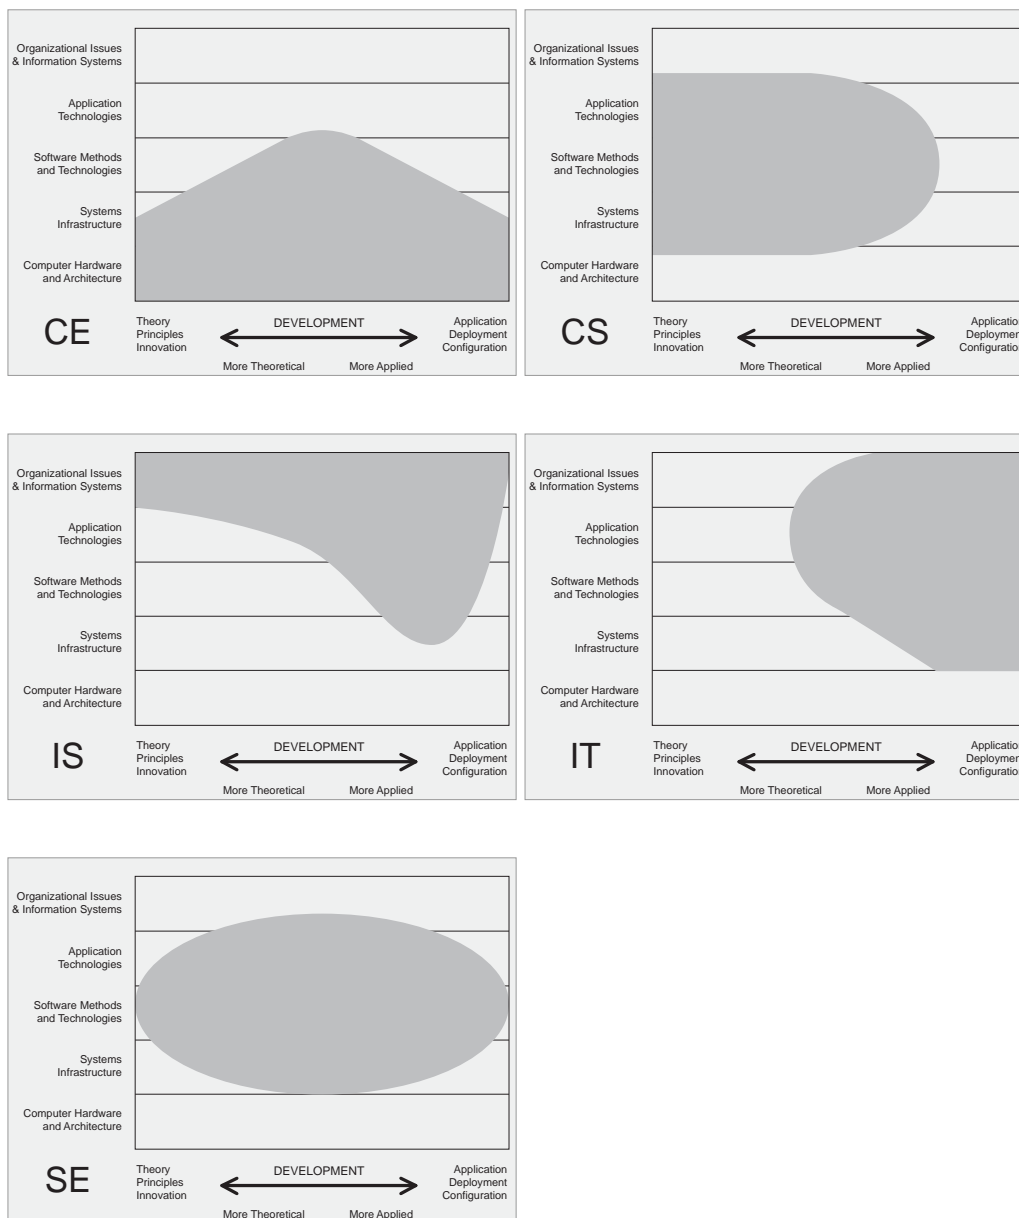 Organizational Issues
& Information Systems
Application
Technologies
Software Methods
and Technologies
Systems
Infrastructure
Computer Hardware
and Architecture
CE
Theory
Principles
Innovation
DEVELOPMENT
Application
Deployment
Configuration
More Theoretical
More Applied
Organizational Issues
& Information Systems
Application
Technologies
Software Methods
and Technologies
Systems
Infrastructure
Computer Hardware
and Architecture
CS
Theory
Principles
Innovation
DEVELOPMENT
Applicatio
Deploymen
Configuratio
More Theoretical
More Applied
Organizational Issues
& Information Systems
Application
Technologies
Software Methods
and Technologies
Systems
Infrastructure
Computer Hardware
and Architecture
IS
Theory
Principles
Innovation
DEVELOPMENT
Application
Deployment
Configuration
More Theoretical
More Applied
Organizational Issues
& Information Systems
Application
Technologies
Software Methods
and Technologies
Systems
Infrastructure
Computer Hardware
and Architecture
IT
Theory
Principles
Innovation
DEVELOPMENT
Applicatio
Deploymen
Configuratio
More Theoretical
More Applied
Organizational Issues
& Information Systems
Application
Technologies
Software Methods
and Technologies
Systems
Infrastructure
Computer Hardware
and Architecture
SE
Theory
Principles
Innovation
DEVELOPMENT
Application
Deployment
Configuration
More Theoretical
More Applied